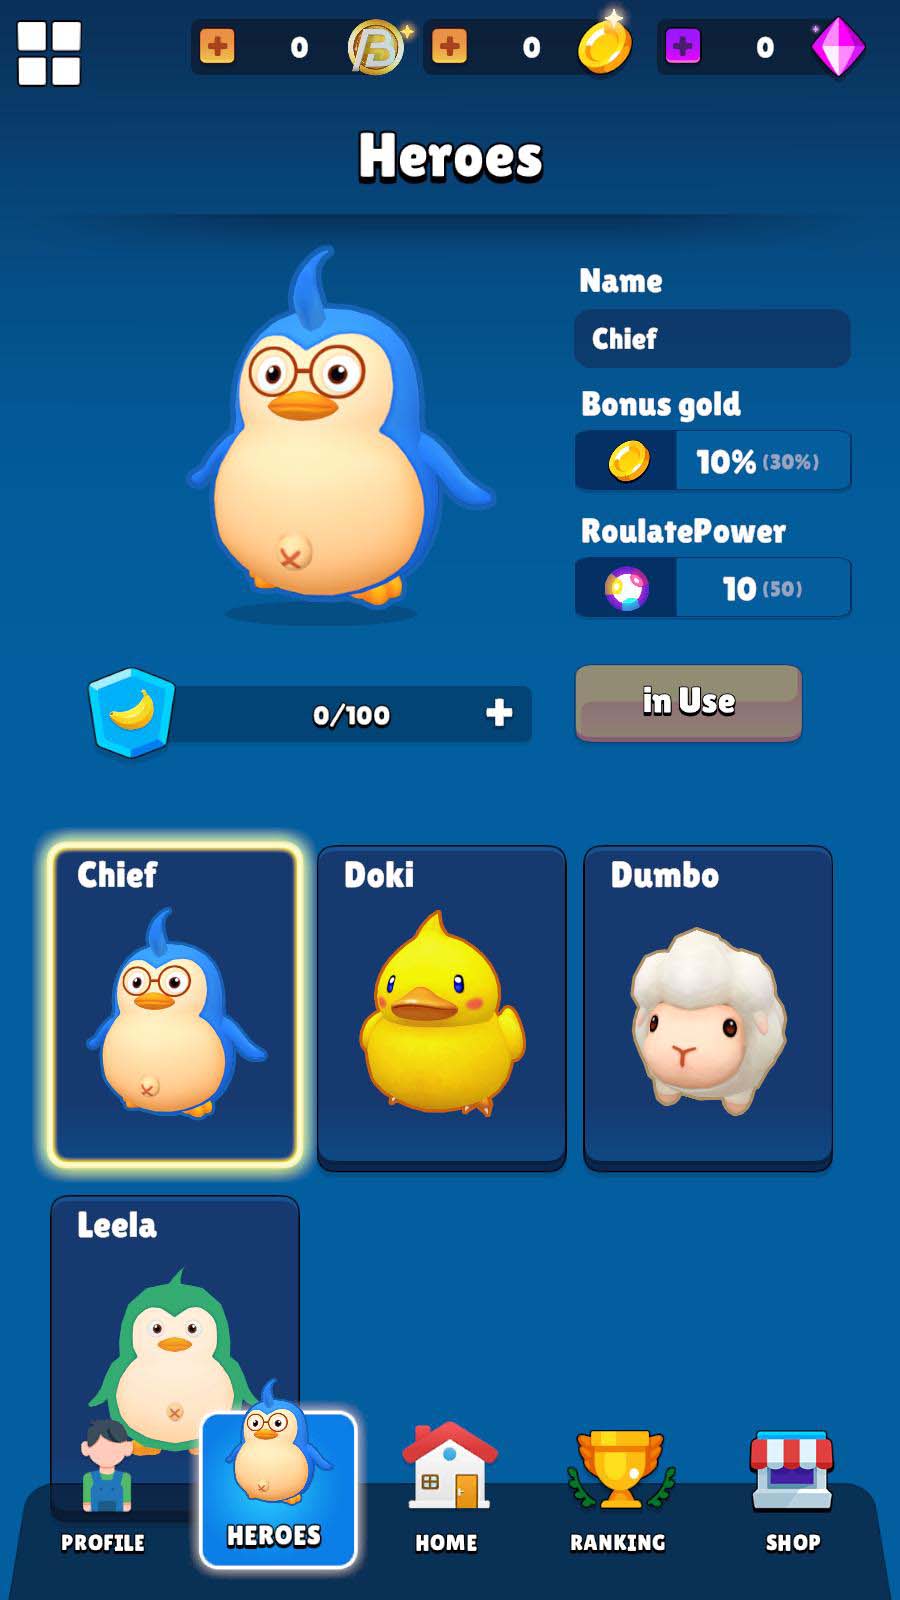 0 0 0
Heroes
Name
Chief
Bonus gold
10% (30%)
RoulatePower
10 (50)
0/100
in Use
Chief Doki Dumbo
Leela
PROFILE HEROES HOME RANKING SHOP